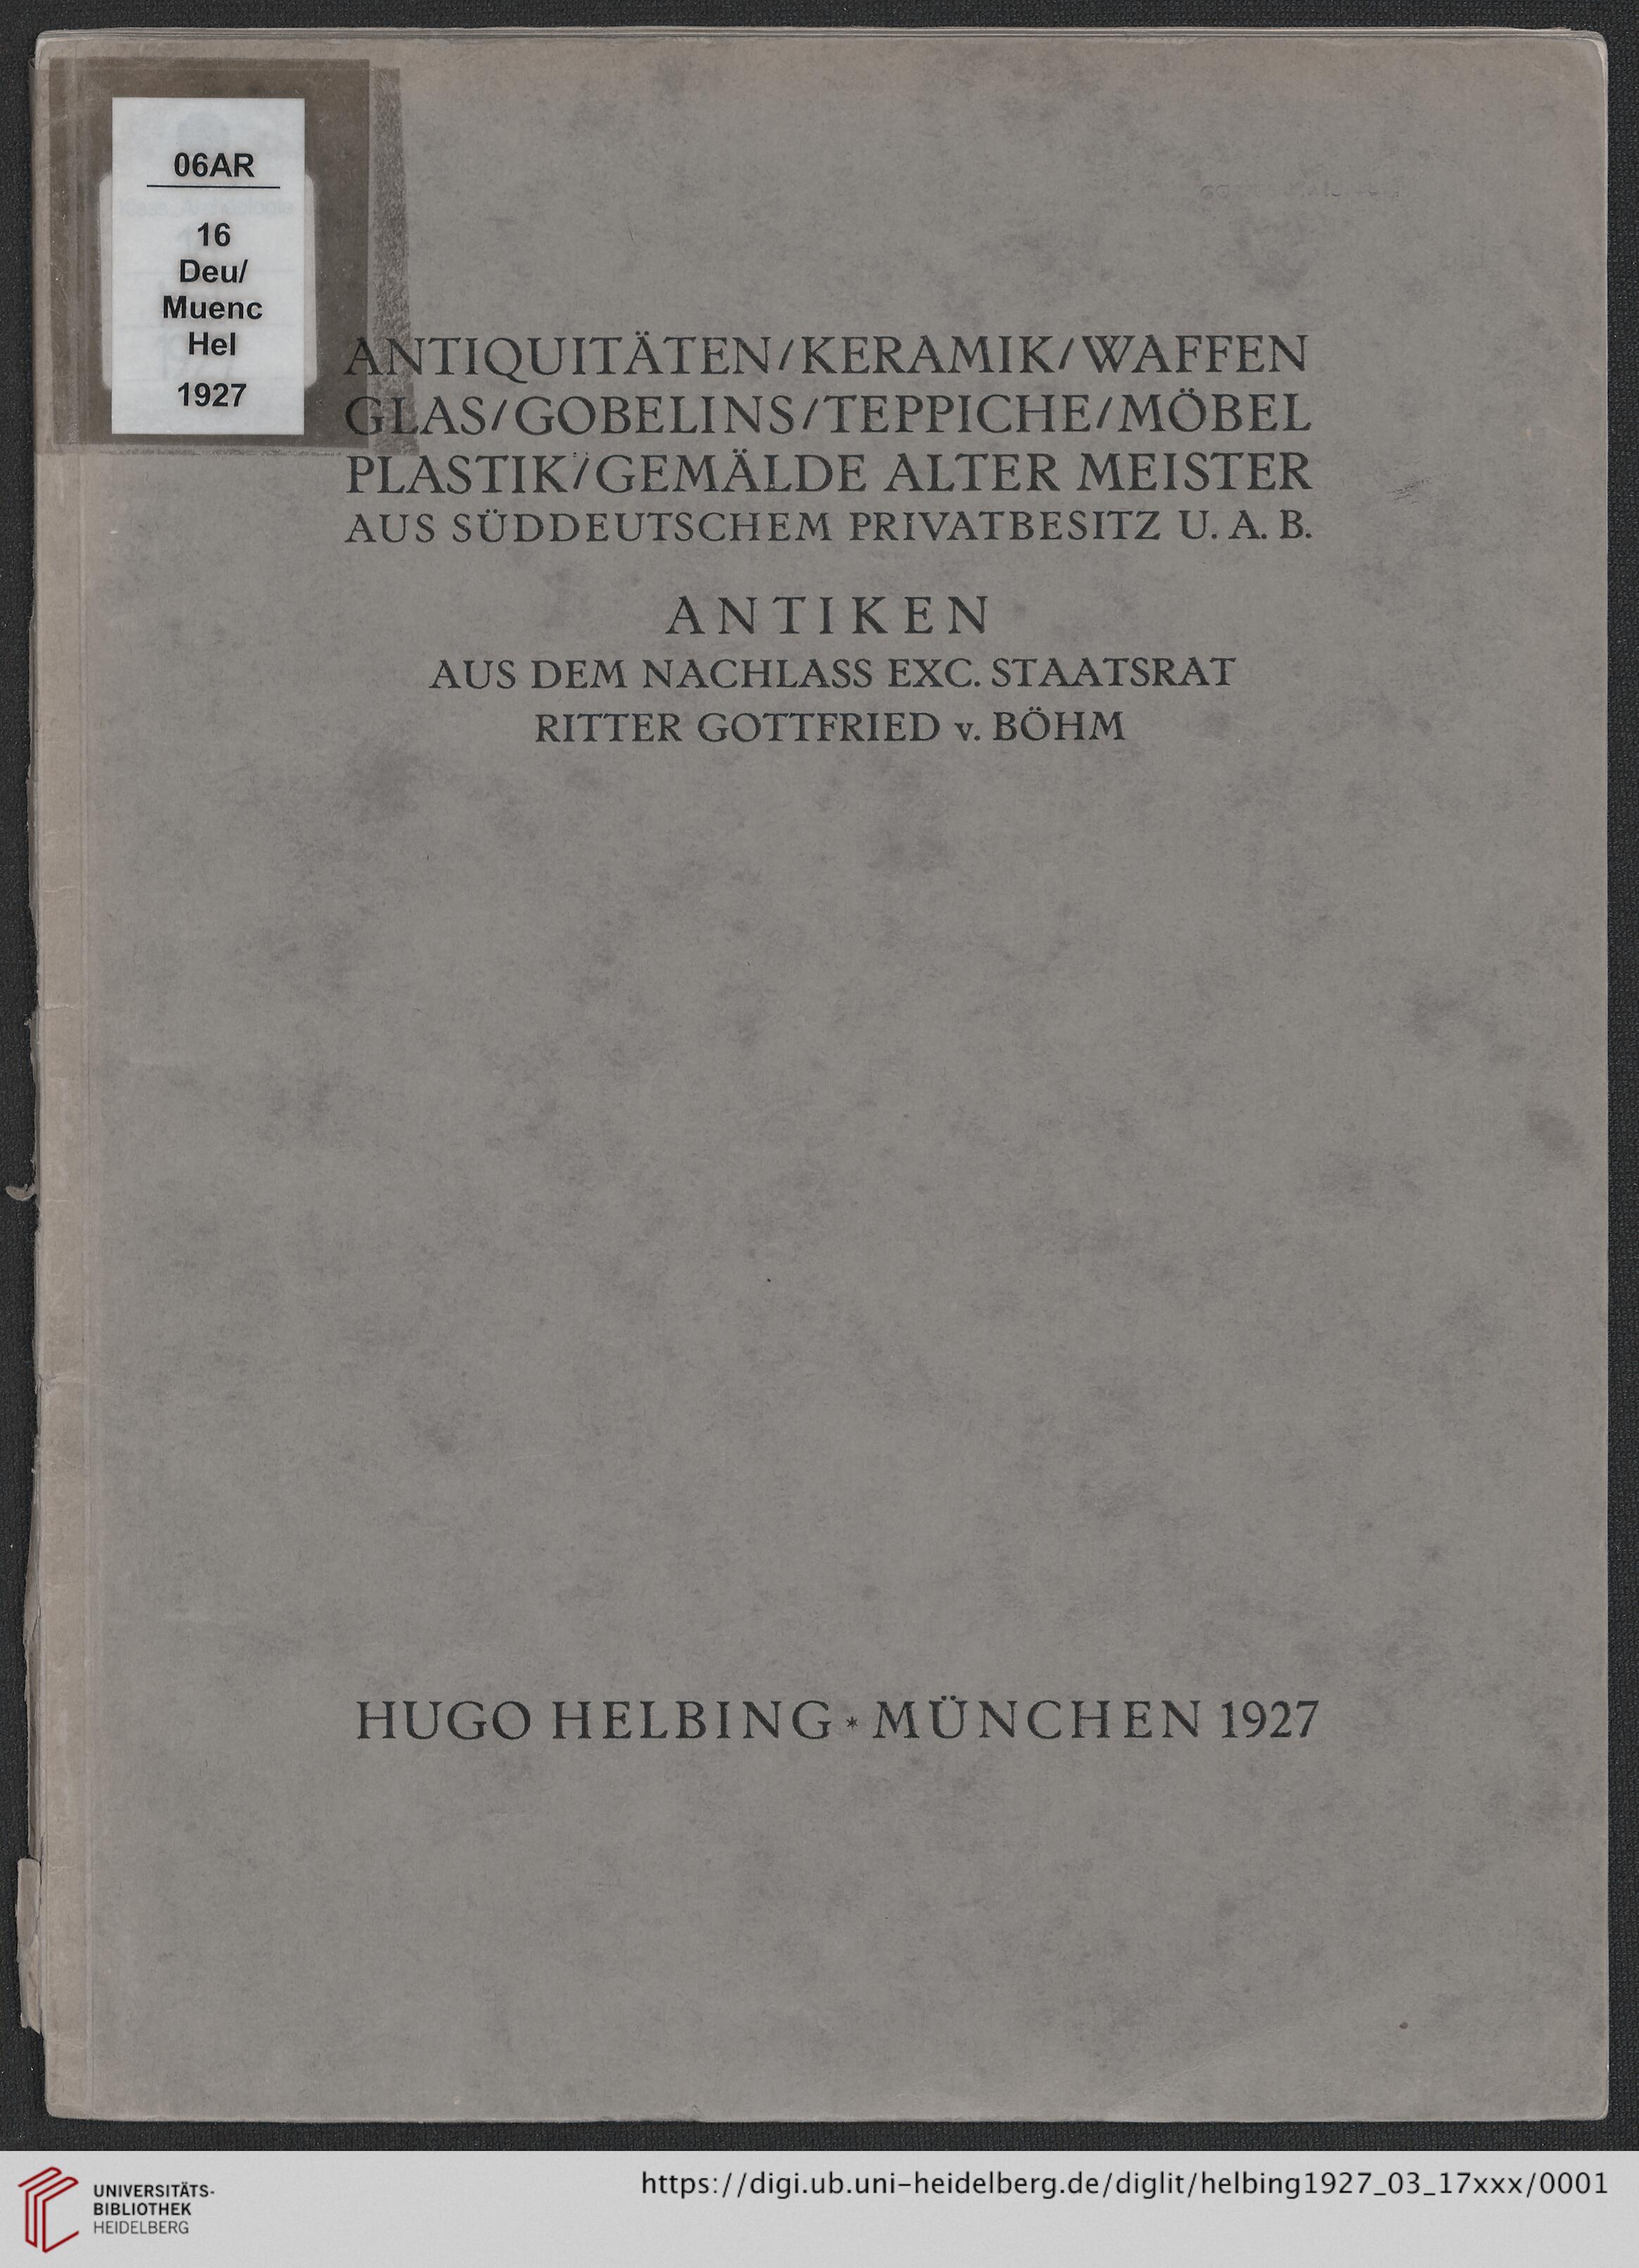 06AR
16
Deu/
Muenc
Hel
1927
ANTIQUITÄTEN/KERAMIK/WAFFEN
GLAS/GOBELINS/TEPPICHE/MÖBEL
PLASTIK/GEMÄLDE ALTER MEISTER
AUS SÜDDEUTSCHEM PRIVATBESITZ U. A. B.
ANTIKEN
AUS DEM NACHLASS EXC. STAATSRAT
RITTER GOTTFRIED v. BÖHM
HUGO HELBING * MÜNCHEN 1927
UNIVERSITÄTS-
BIBLIOTHEK
HEIDELBERG
https://digi.ub.uni-heidelberg.de/diglit/helbing1927_03_17xxx/0001